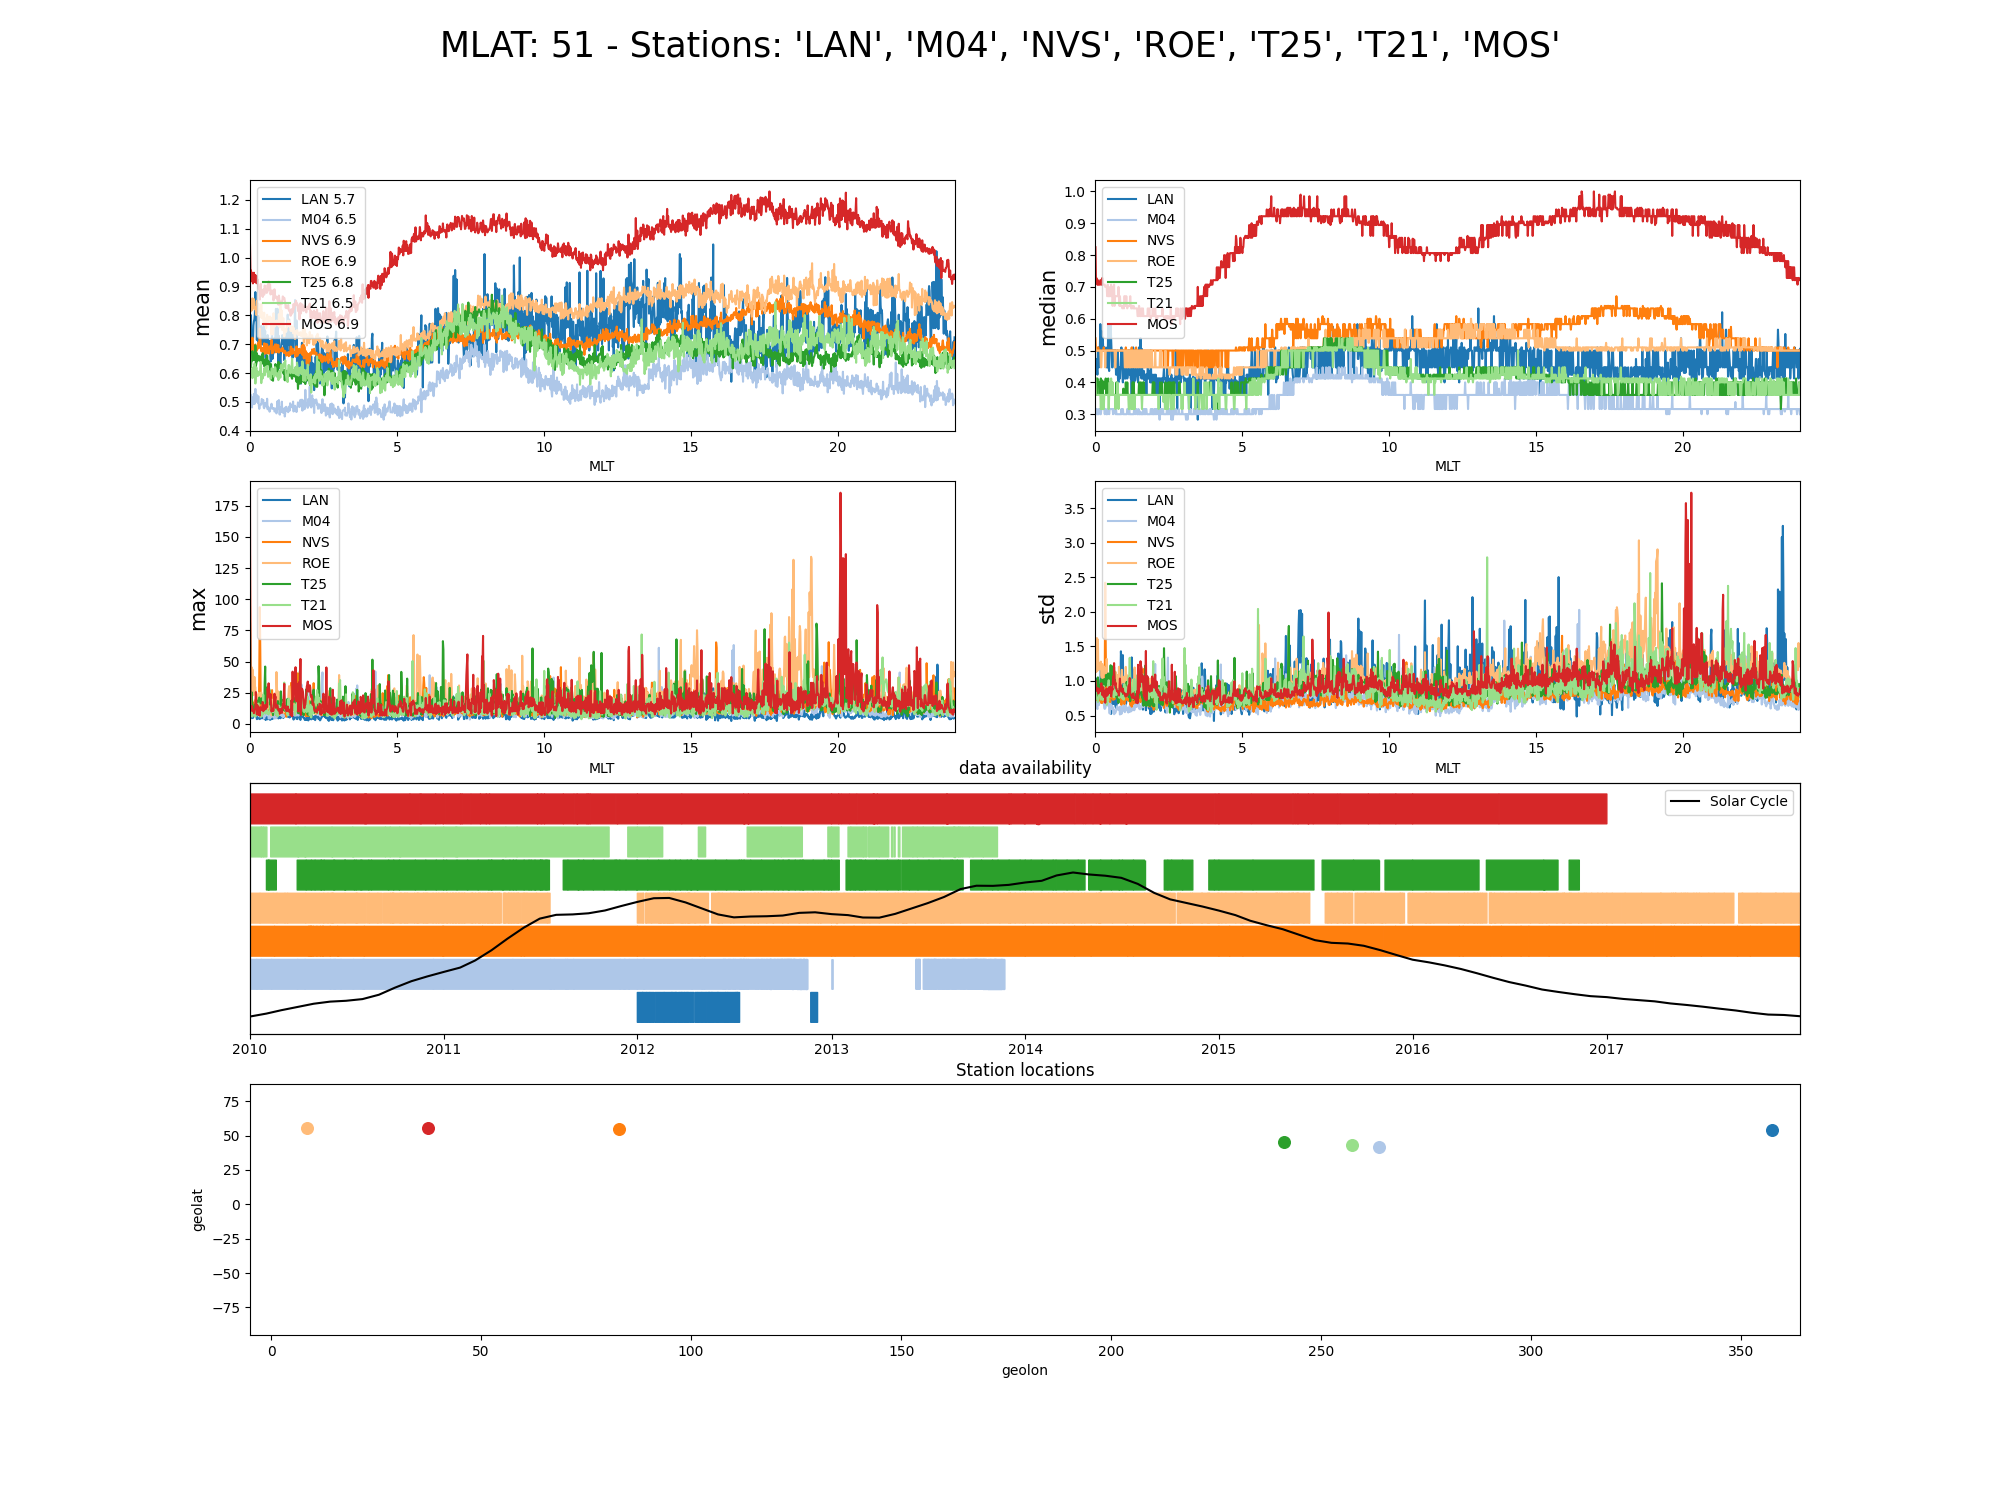 MLAT: 51 - Stations: 'LAN', 'M04', 'NVS', 'ROE', 'T25', 'T21', 'MOS'
mean
1.2
1.1
1.0
0.9
0.8
0.7
0.6
0.5
0.4
LAN 5.7
M04 6.5
NVS 6.9
ROE 6.9
T25 6.8
T21 6.5
MOS 6.9
0 5 10 15 20
MLT
median
1.0
0.9
0.8
0.7
0.6
0.5
0.4
0.3
LAN
M04
NVS
ROE
T25
T21
MOS
0 5 10 15 20
MLT
max
175
150
125
100
75
50
25
0
LAN
M04
NVS
ROE
T25
T21
MOS
0 5 10 15 20
MLT
std
3.5
3.0
2.5
2.0
1.5
1.0
0.5
LAN
M04
NVS
ROE
T25
T21
MOS
0 5 10 15 20
MLT
data availability
Solar Cycle
2010 2011 2012 2013 2014 2015 2016 2017
Station locations
geolat
75
50
25
0
−25
−50
−75
0 50 100 150 200 250 300 350
geolon